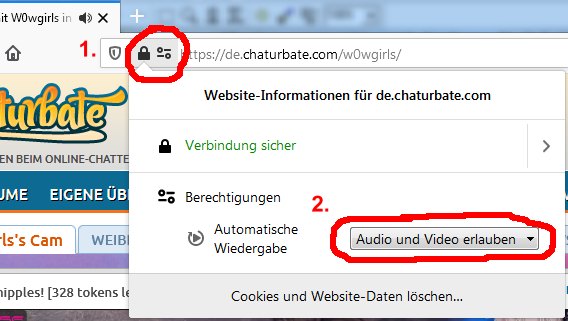 it W0wgirls in
1.
https://de.chaturbate.com/w0wgirls/
Website-Informationen für de.chaturbate.com
aturbate
Verbindung sicher
EN BEIM ONLINE-CHATTE
UME EIGENE ÜB
Berechtigungen
2.
Automatische
Wiedergabe
Audio und Video erlauben
rls's Cam WEIB
nipples! [328 tokens le
Cookies und Website-Daten löschen...